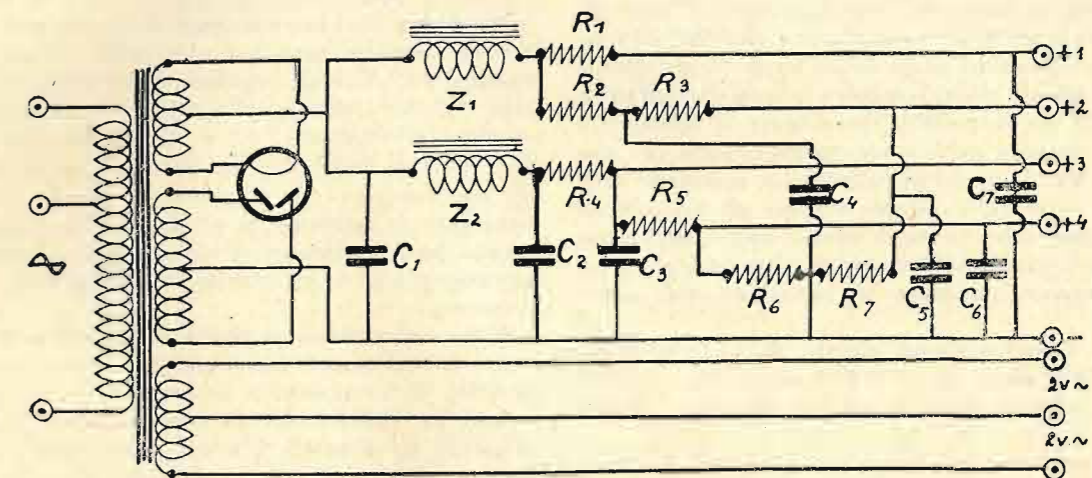 R1
+1
Z1
R2
R3
+2
+3
R4
R5
C4
C7
+4
Z2
C1
C2
C3
R6
R7
C5
C6
-
2v~
2v~